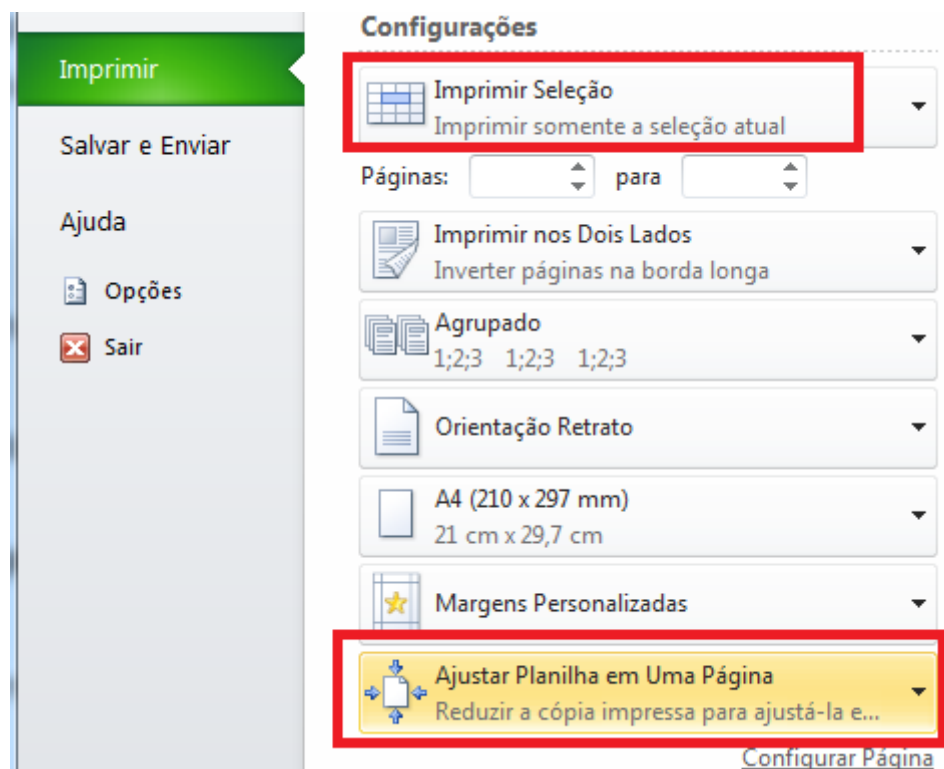 Imprimir
Salvar e Enviar
Ajuda
Opções
Sair
Configurações
Imprimir Seleção
Imprimir somente a seleção atual
Páginas: para
Imprimir nos Dois Lados
Inverter páginas na borda longa
Agrupado
1;2;3 1;2;3 1;2;3
Orientação Retrato
A4 (210 x 297 mm)
21 cm x 29,7 cm
Margens Personalizadas
Ajustar Planilha em Uma Página
Reduzir a cópia impressa para ajustá-la e...
Configurar Página